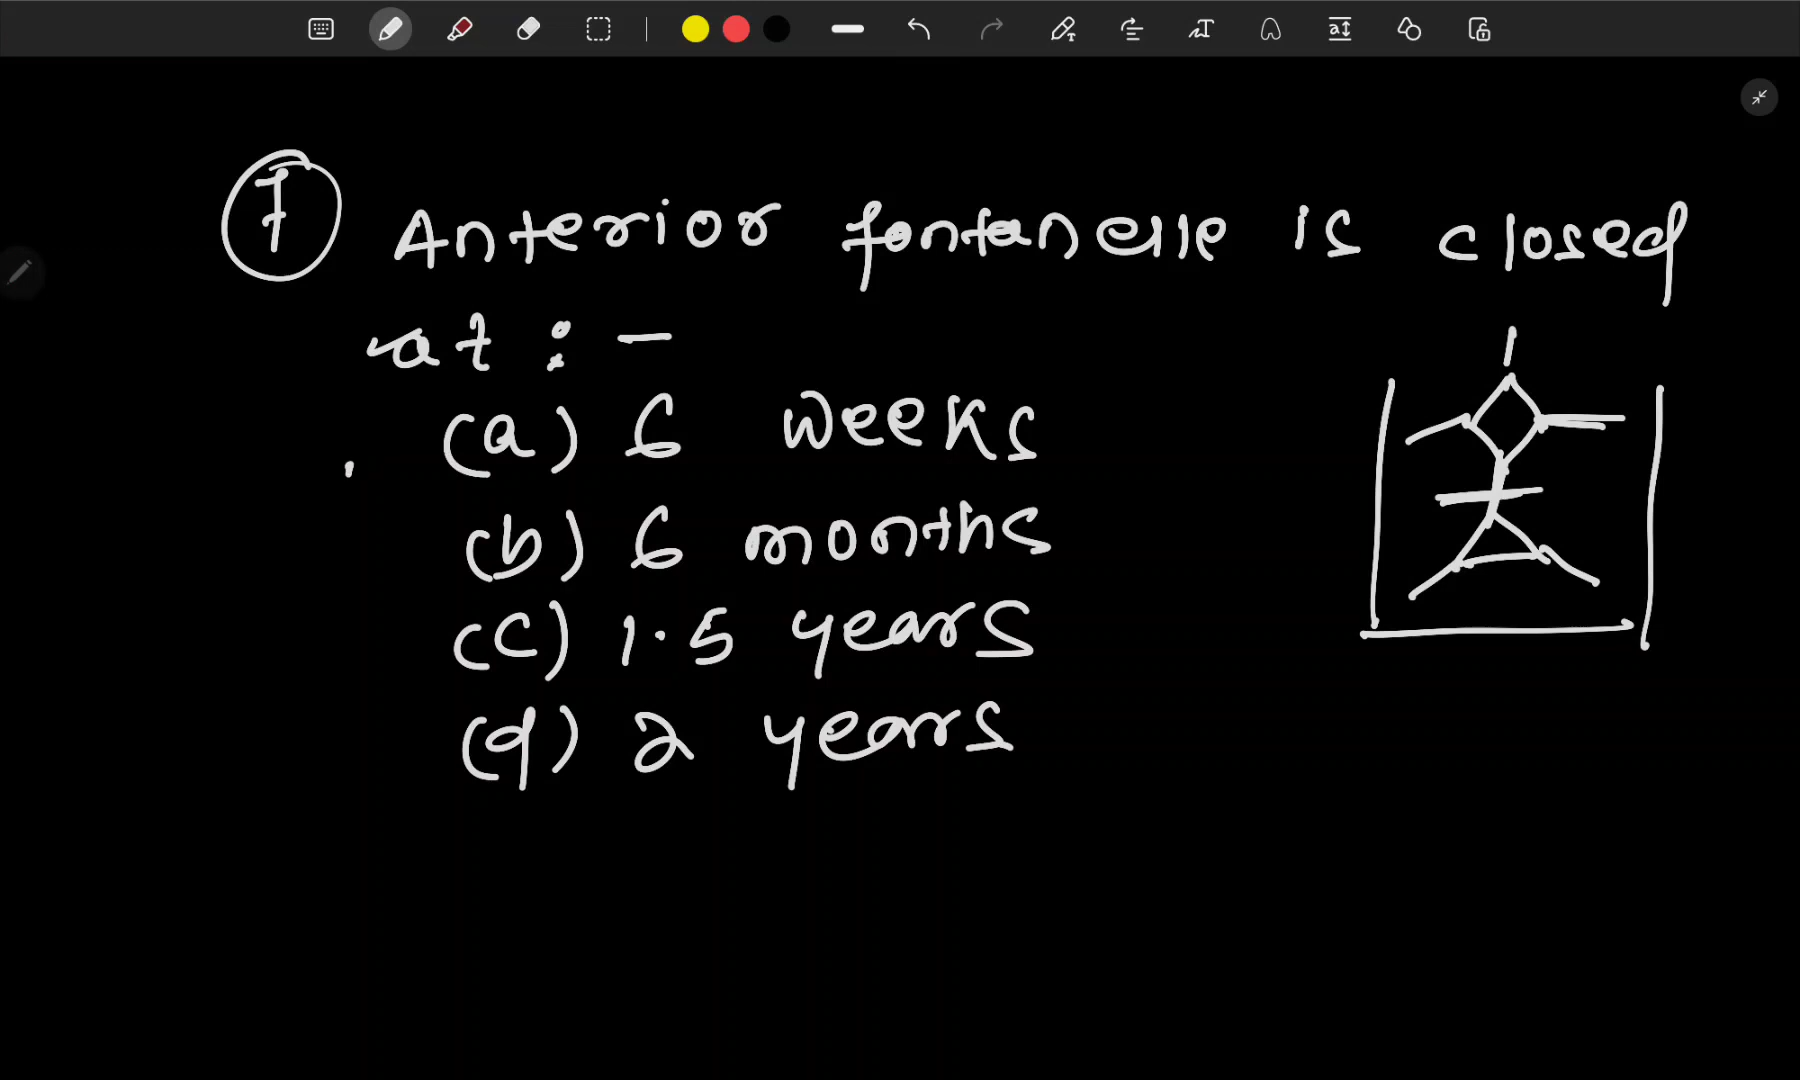 7 Anterior fontanelle is closed
at : -
(a) 6 weeks
(b) 6 months
(c) 1.5 years
(d) 2 years